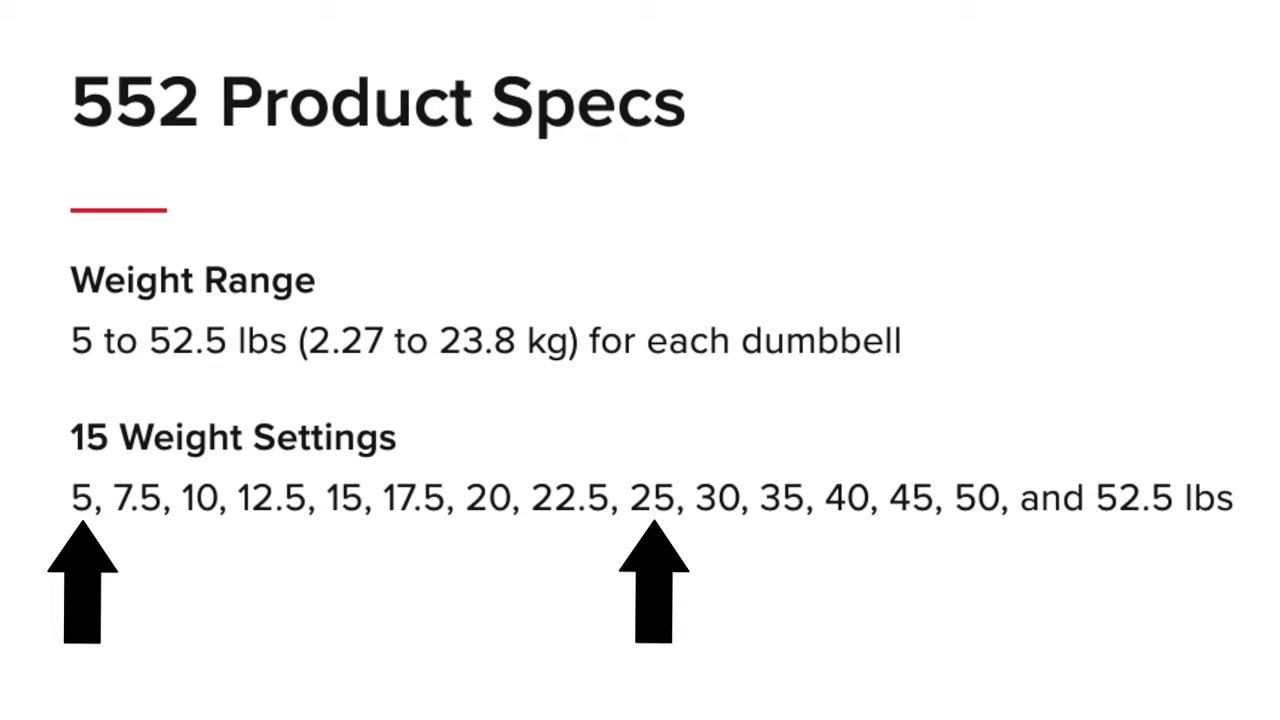 552 Product Specs
Weight Range
5 to 52.5 lbs (2.27 to 23.8 kg) for each dumbbell
15 Weight Settings
5, 7.5, 10, 12.5, 15, 17.5, 20, 22.5, 25, 30, 35, 40, 45, 50, and 52.5 lbs